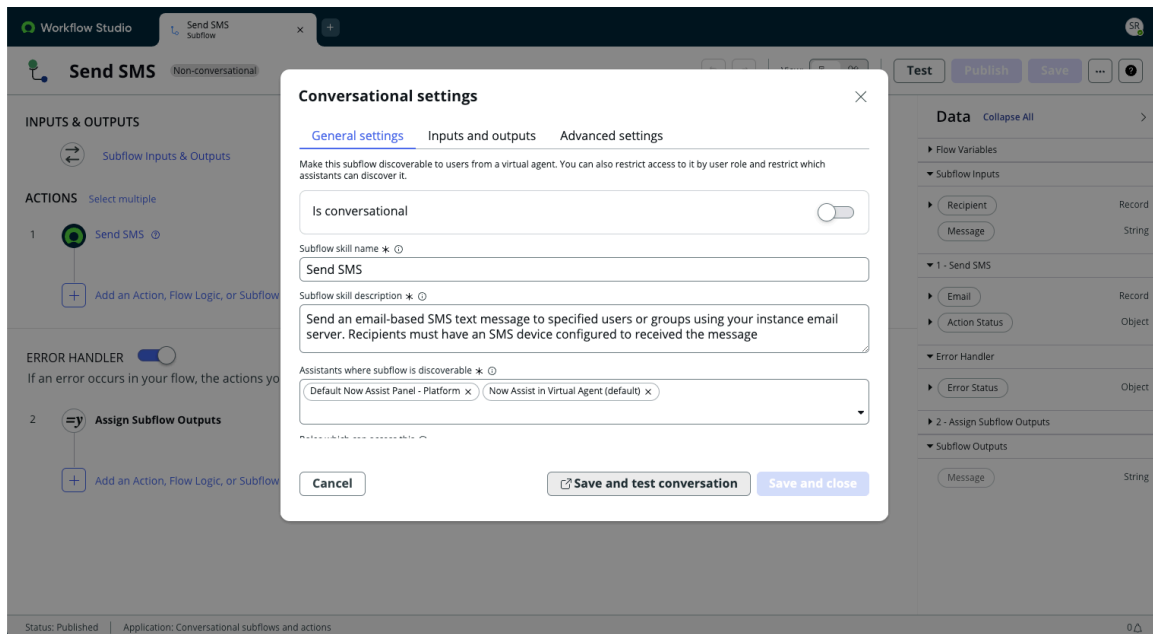 Workflow Studio
Send SMS
Subflow
SR
Send SMS
Non-conversational
Test
Publish
Save
INPUTS & OUTPUTS
Subflow Inputs & Outputs
ACTIONS
Select multiple
1
Send SMS
Add an Action, Flow Logic, or Subflow
ERROR HANDLER
If an error occurs in your flow, the actions yo
2
Assign Subflow Outputs
Add an Action, Flow Logic, or Subflow
Conversational settings
General settings
Inputs and outputs
Advanced settings
Make this subflow discoverable to users from a virtual agent. You can also restrict access to it by user role and restrict which
assistants can discover it.
Is conversational
Subflow skill name
Send SMS
Subflow skill description
Send an email-based SMS text message to specified users or groups using your instance email
server. Recipients must have an SMS device configured to received the message
Assistants where subflow is discoverable
Default Now Assist Panel - Platform
Now Assist in Virtual Agent (default)
Cancel
Save and test conversation
Save and close
Data
Collapse All
Flow Variables
Subflow Inputs
Recipient
Record
Message
String
1 - Send SMS
Email
Record
Action Status
Object
Error Handler
Error Status
Object
2 - Assign Subflow Outputs
Subflow Outputs
Message
String
Status: Published
Application: Conversational subflows and actions
0